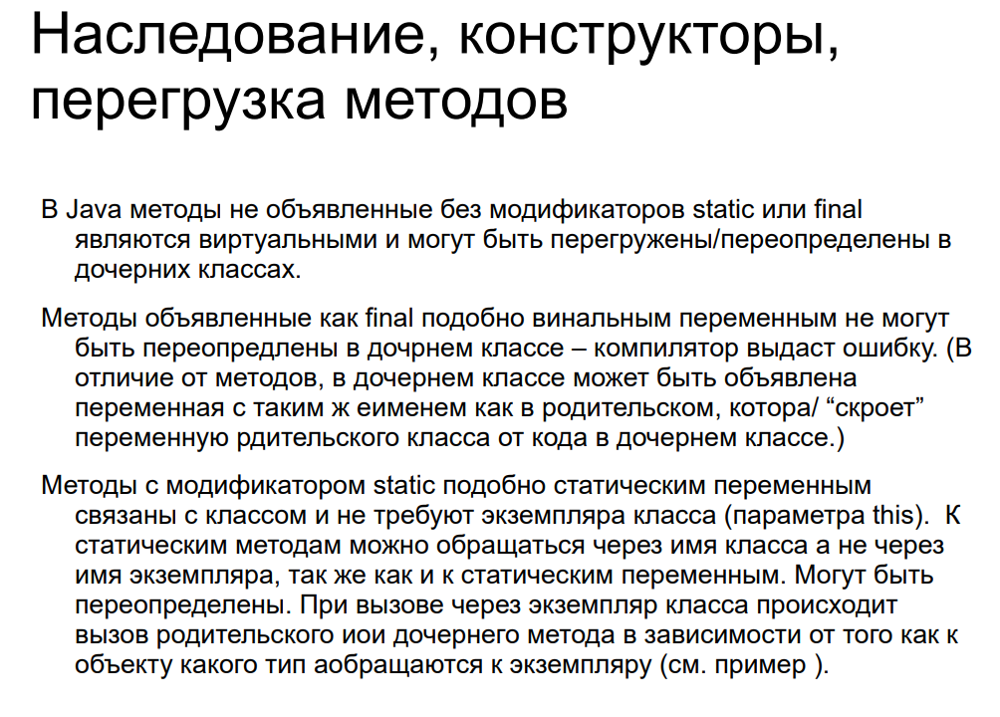 Наследование, конструкторы,
перегрузка методов
В Java методы не объявленные без модификаторов static или final
являются виртуальными и могут быть перегружены/переопределены в
дочерних классах.
Методы объявленные как final подобно винальным переменным не могут
быть переопредлены в дочрнем классе – компилятор выдаст ошибку. (В
отличие от методов, в дочернем классе может быть объявлена
переменная с таким ж еименем как в родительском, котора/ “скроет”
переменную рдительского класса от кода в дочернем классе.)
Методы с модификатором static подобно статическим переменным
связаны с классом и не требуют экземпляра класса (параметра this).  К
статическим методам можно обращаться через имя класса а не через
имя экземпляра, так же как и к статическим переменным. Могут быть
переопределены. При вызове через экземпляр класса происходит
вызов родительского иои дочернего метода в зависимости от того как к
объекту какого тип аобращаются к экземпляру (см. пример ).